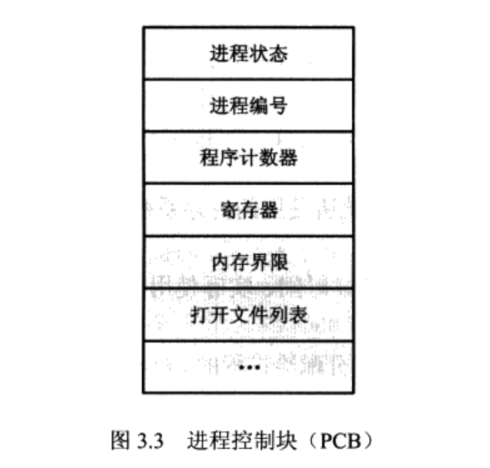 进程状态
进程编号
程序计数器
寄存器
内存界限
打开文件列表
...
图 3.3 进程控制块（PCB）